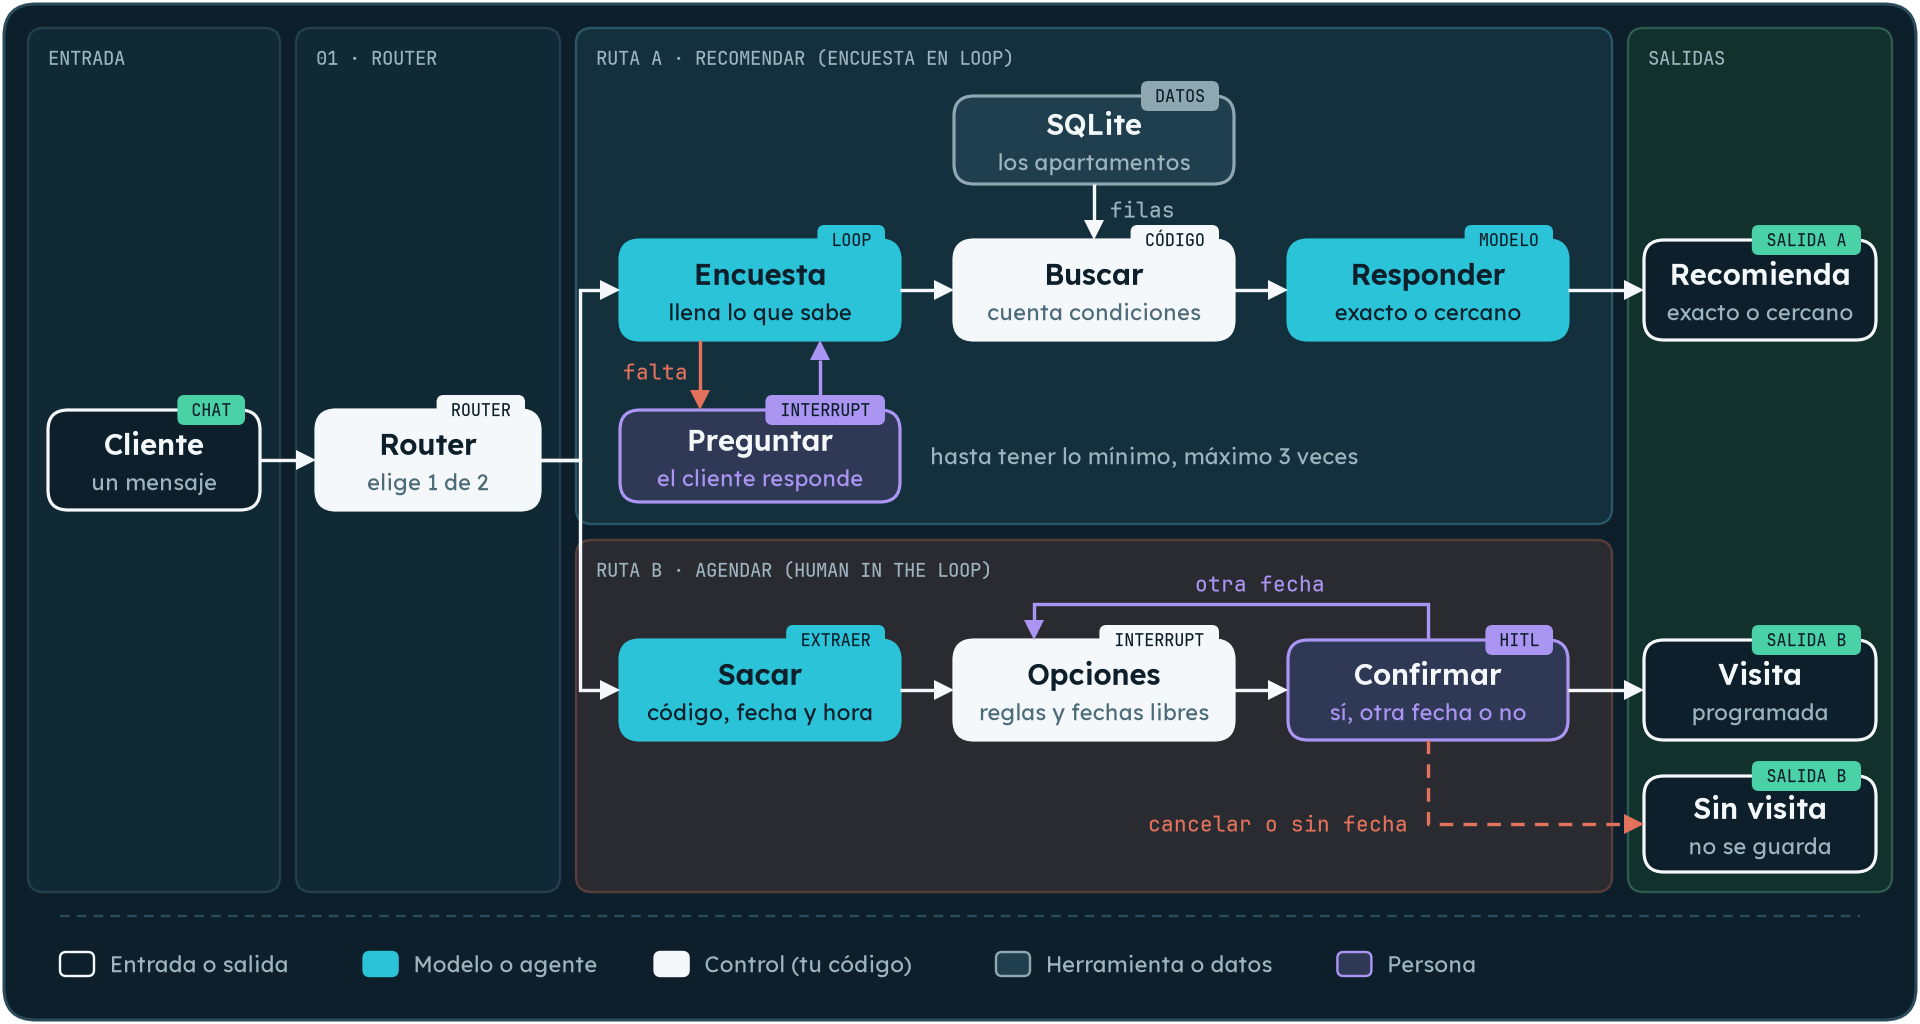 ENTRADA
01 · ROUTER
RUTA A · RECOMENDAR (ENCUESTA EN LOOP)
SALIDAS
DATOS
SQLite
los apartamentos
filas
LOOP
Encuesta
llena lo que sabe
CÓDIGO
Buscar
cuenta condiciones
MODELO
Responder
exacto o cercano
SALIDA A
Recomienda
exacto o cercano
falta
CHAT
Cliente
un mensaje
ROUTER
Router
elige 1 de 2
INTERRUPT
Preguntar
el cliente responde
hasta tener lo mínimo, máximo 3 veces
RUTA B · AGENDAR (HUMAN IN THE LOOP)
otra fecha
EXTRAER
Sacar
código, fecha y hora
INTERRUPT
Opciones
reglas y fechas libres
HITL
Confirmar
sí, otra fecha o no
SALIDA B
Visita
programada
cancelar o sin fecha
SALIDA B
Sin visita
no se guarda
Entrada o salida
Modelo o agente
Control (tu código)
Herramienta o datos
Persona